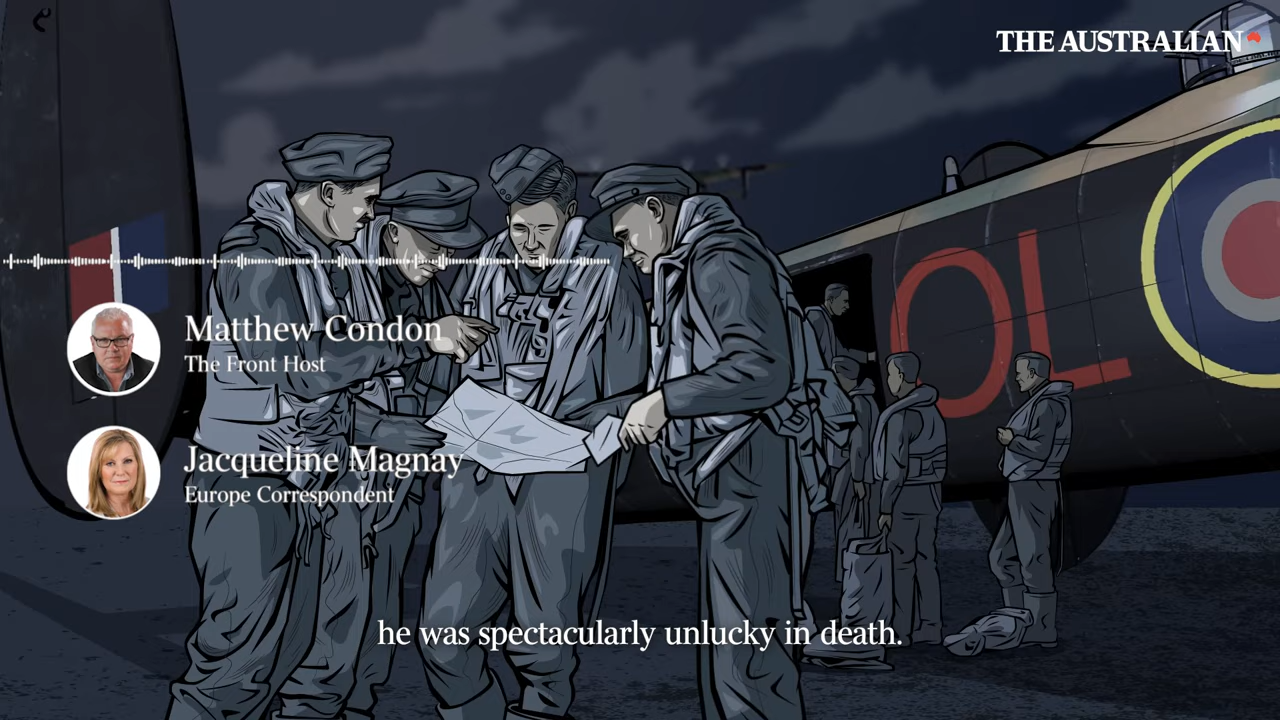 THE AUSTRALIAN
OL
Matthew Condon
The Front Host
Jacqueline Magnay
Europe Correspondent
he was spectacularly unlucky in death.